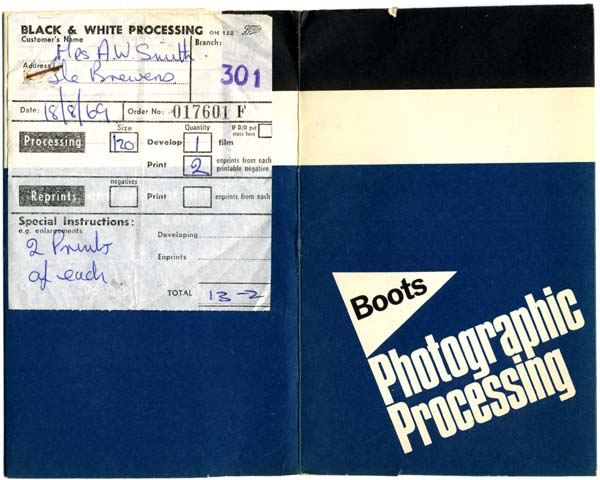 BLACK & WHITE PROCESSING OM 132 Boots
Customer's Name Branch:
Mrs A.W. Smith
Address 301
Ile Brewers
Date: 18/8/69 Order No: 017601 F
Size Quantity IF D/O put cross here
Processing 120 Develop 1 film
Print 2 enprints from each printable negative
negatives
Reprints Print enprints from each
Special Instructions:
e.g. enlargements
2 Prints
of each
Developing
Enprints
TOTAL 13-2
Boots
Photographic
Processing